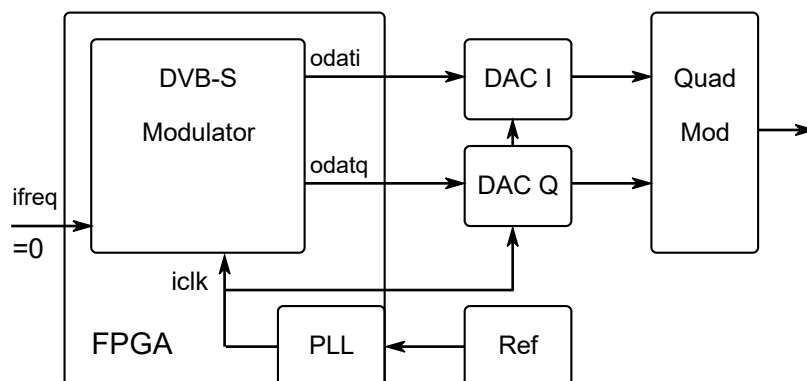 DVB-S
Modulator
odati
DAC I
Quad
Mod
odatq
DAC Q
ifreq
=0
iclk
FPGA
PLL
Ref